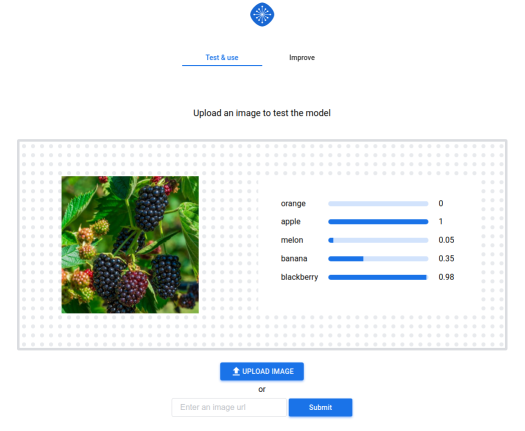 Test & use
Improve
Upload an image to test the model
orange 0
apple 1
melon 0.05
banana 0.35
blackberry 0.98
UPLOAD IMAGE
or
Enter an image url
Submit